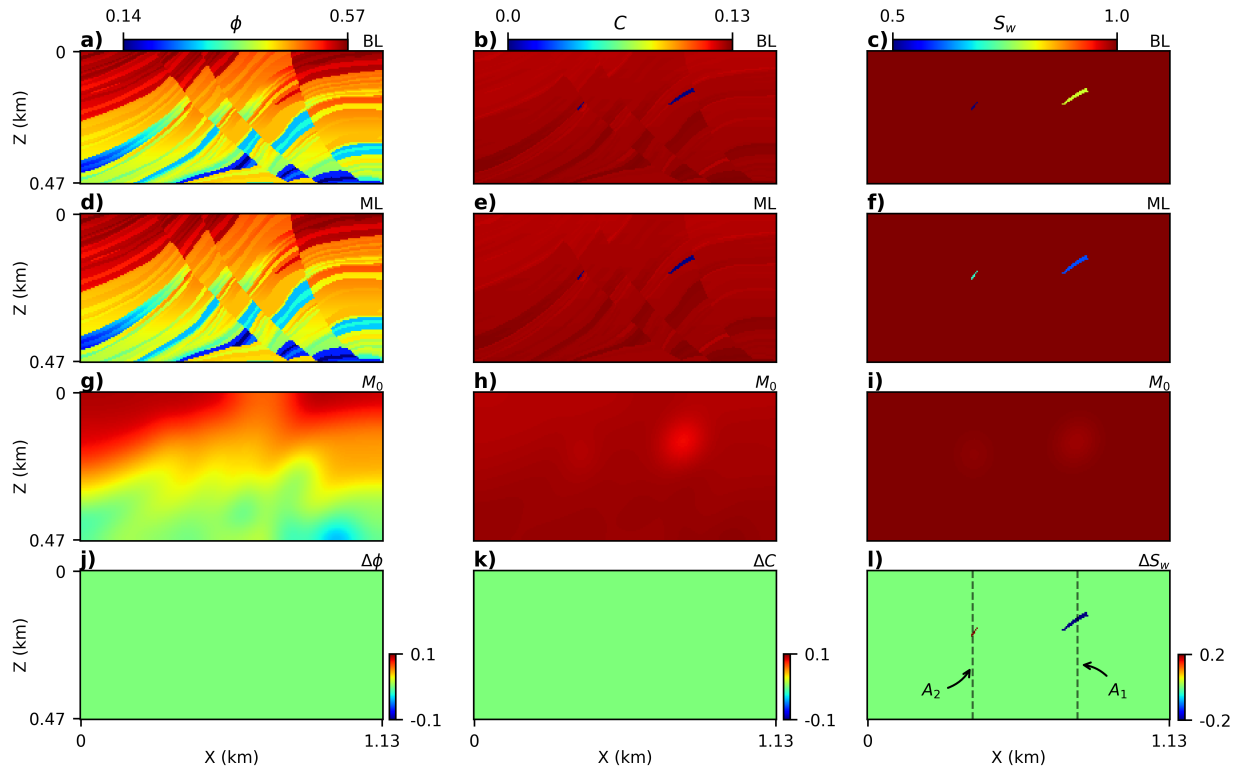 0.14 ϕ 0.57 0.0 C 0.13 0.5 S_w 1.0
a) BL b) BL c) BL
0
Z (km)
0.47
d) ML e) ML f) ML
0
Z (km)
0.47
g) M_0 h) M_0 i) M_0
0
Z (km)
0.47
j) Δϕ k) ΔC l) ΔS_w
0
Z (km)
0.1 0.1 0.2
A_2 A_1
0.47 -0.1 -0.1 -0.2
0 1.13 0 1.13 0 1.13
X (km) X (km) X (km)